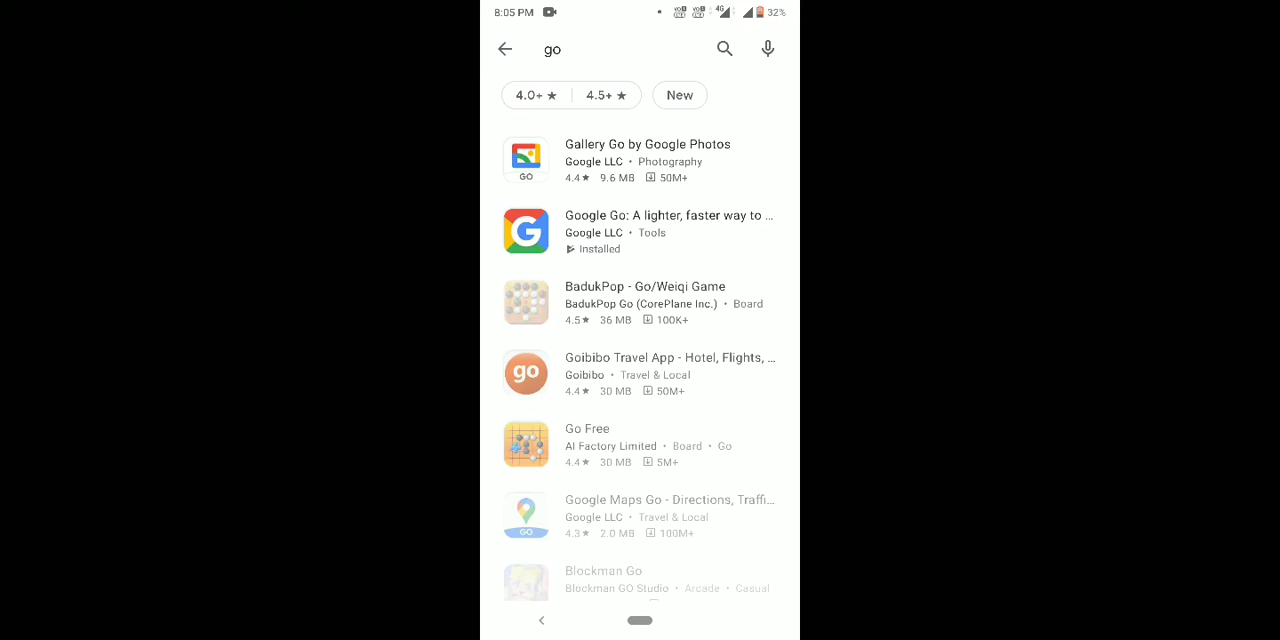 8:05 PM 4G 32%
go
4.0+ ★ 4.5+ ★ New
Gallery Go by Google Photos
Google LLC • Photography
GO
4.4★ 9.6 MB 50M+
Google Go: A lighter, faster way to ...
G
Google LLC • Tools
Installed
BadukPop - Go/Weiqi Game
BadukPop Go (CorePlane Inc.) • Board
4.5★ 36 MB 100K+
Goibibo Travel App - Hotel, Flights, ...
go
Goibibo • Travel & Local
4.4★ 30 MB 50M+
Go Free
AI Factory Limited • Board • Go
4.4★ 30 MB 5M+
Google Maps Go - Directions, Traffi...
Google LLC • Travel & Local
GO
4.3★ 2.0 MB 100M+
Blockman Go
Blockman GO Studio • Arcade • Casual